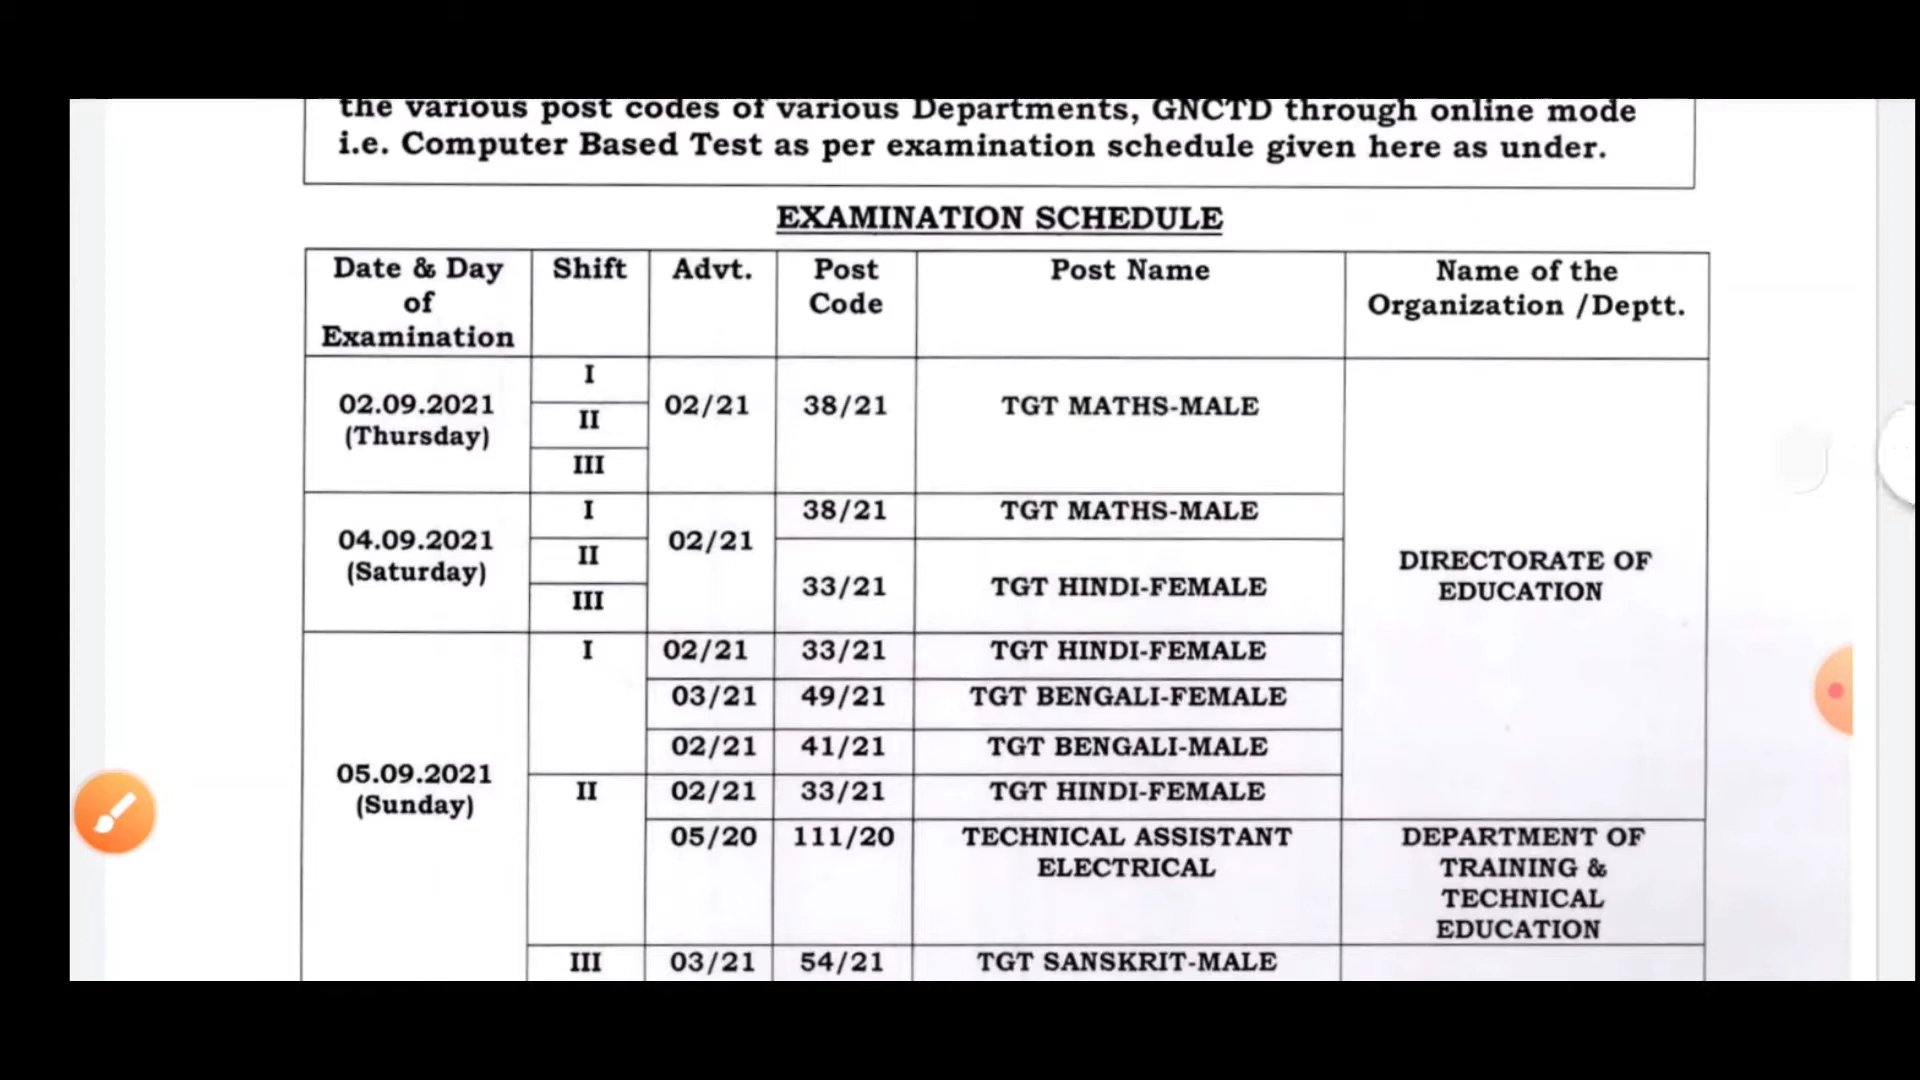 the various post codes of various Departments, GNCTD through online mode
i.e. Computer Based Test as per examination schedule given here as under.
EXAMINATION SCHEDULE
Date & Day of Examination Shift Advt. Post Code Post Name Name of the Organization /Deptt.
02.09.2021 (Thursday) I 02/21 38/21 TGT MATHS-MALE DIRECTORATE OF EDUCATION
II
III
04.09.2021 (Saturday) I 02/21 38/21 TGT MATHS-MALE
II 33/21 TGT HINDI-FEMALE
III
05.09.2021 (Sunday) I 02/21 33/21 TGT HINDI-FEMALE
03/21 49/21 TGT BENGALI-FEMALE
02/21 41/21 TGT BENGALI-MALE
II 02/21 33/21 TGT HINDI-FEMALE
05/20 111/20 TECHNICAL ASSISTANT ELECTRICAL DEPARTMENT OF TRAINING & TECHNICAL EDUCATION
III 03/21 54/21 TGT SANSKRIT-MALE